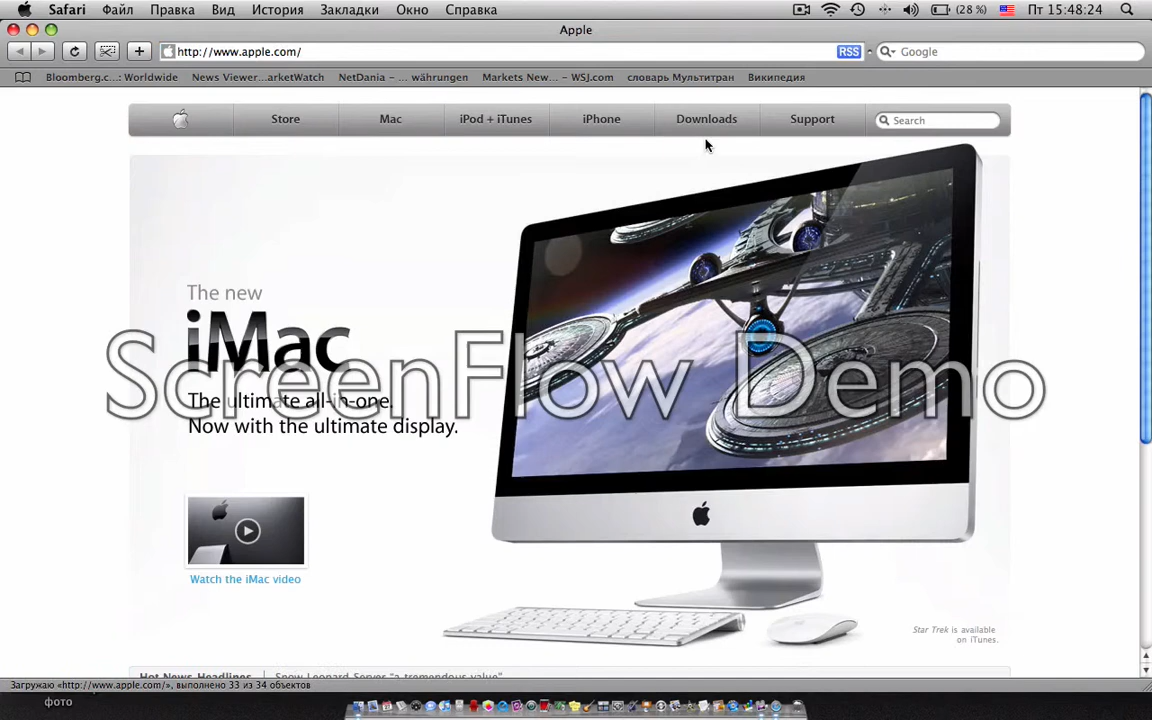 Safari Файл Правка Вид История Закладки Окно Справка (28 %) Пт 15:48:24
Apple
http://www.apple.com/ RSS Google
Bloomberg.c...: Worldwide News Viewer...arketWatch NetDania - ... währungen Markets New... - WSJ.com словарь Мультитран Википедия
Store Mac iPod + iTunes iPhone Downloads Support Search
The new
iMac
ScreenFlow Demo
The ultimate all-in-one.
Now with the ultimate display.
Watch the iMac video
Star Trek is available
on iTunes.
Hot News Headlines Snow Leopard Server "a tremendous value"
Загружаю «http://www.apple.com/», выполнено 33 из 34 объектов
фото